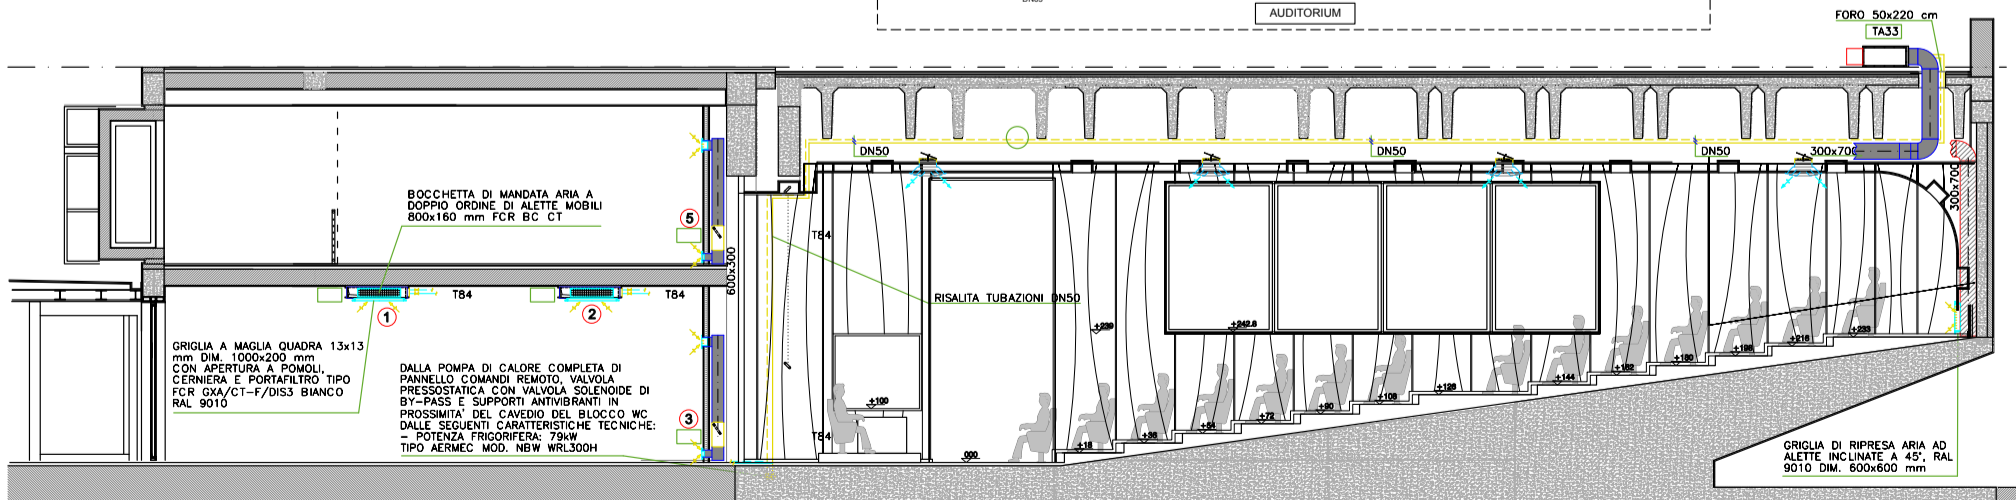 DN65
AUDITORIUM
FORO 50x220 cm
TA33
DN50
DN50
DN50
300x700
300x700
BOCCHETTA DI MANDATA ARIA A
DOPPIO ORDINE DI ALETTE MOBILI
800x160 mm FCR BC CT
5
600x300
T84
T84
T84
1
2
RISALITA TUBAZIONI DN50
GRIGLIA A MAGLIA QUADRA 13x13
mm DIM. 1000x200 mm
CON APERTURA A POMOLI,
CERNIERA E PORTAFILTRO TIPO
FCR GXA/CT-F/DIS3 BIANCO
RAL 9010
DALLA POMPA DI CALORE COMPLETA DI
PANNELLO COMANDI REMOTO, VALVOLA
PRESSOSTATICA CON VALVOLA SOLENOIDE DI
BY-PASS E SUPPORTI ANTIVIBRANTI IN
PROSSIMITA' DEL CAVEDIO DEL BLOCCO WC
DALLE SEGUENTI CARATTERISTICHE TECNICHE:
- POTENZA FRIGORIFERA: 79kW
TIPO AERMEC MOD. NBW WRL300H
3
T84
+239
+242.6
+100
000
+18
+36
+54
+72
+90
+108
+126
+144
+162
+180
+198
+216
+233
GRIGLIA DI RIPRESA ARIA AD
ALETTE INCLINATE A 45°, RAL
9010 DIM. 600x600 mm